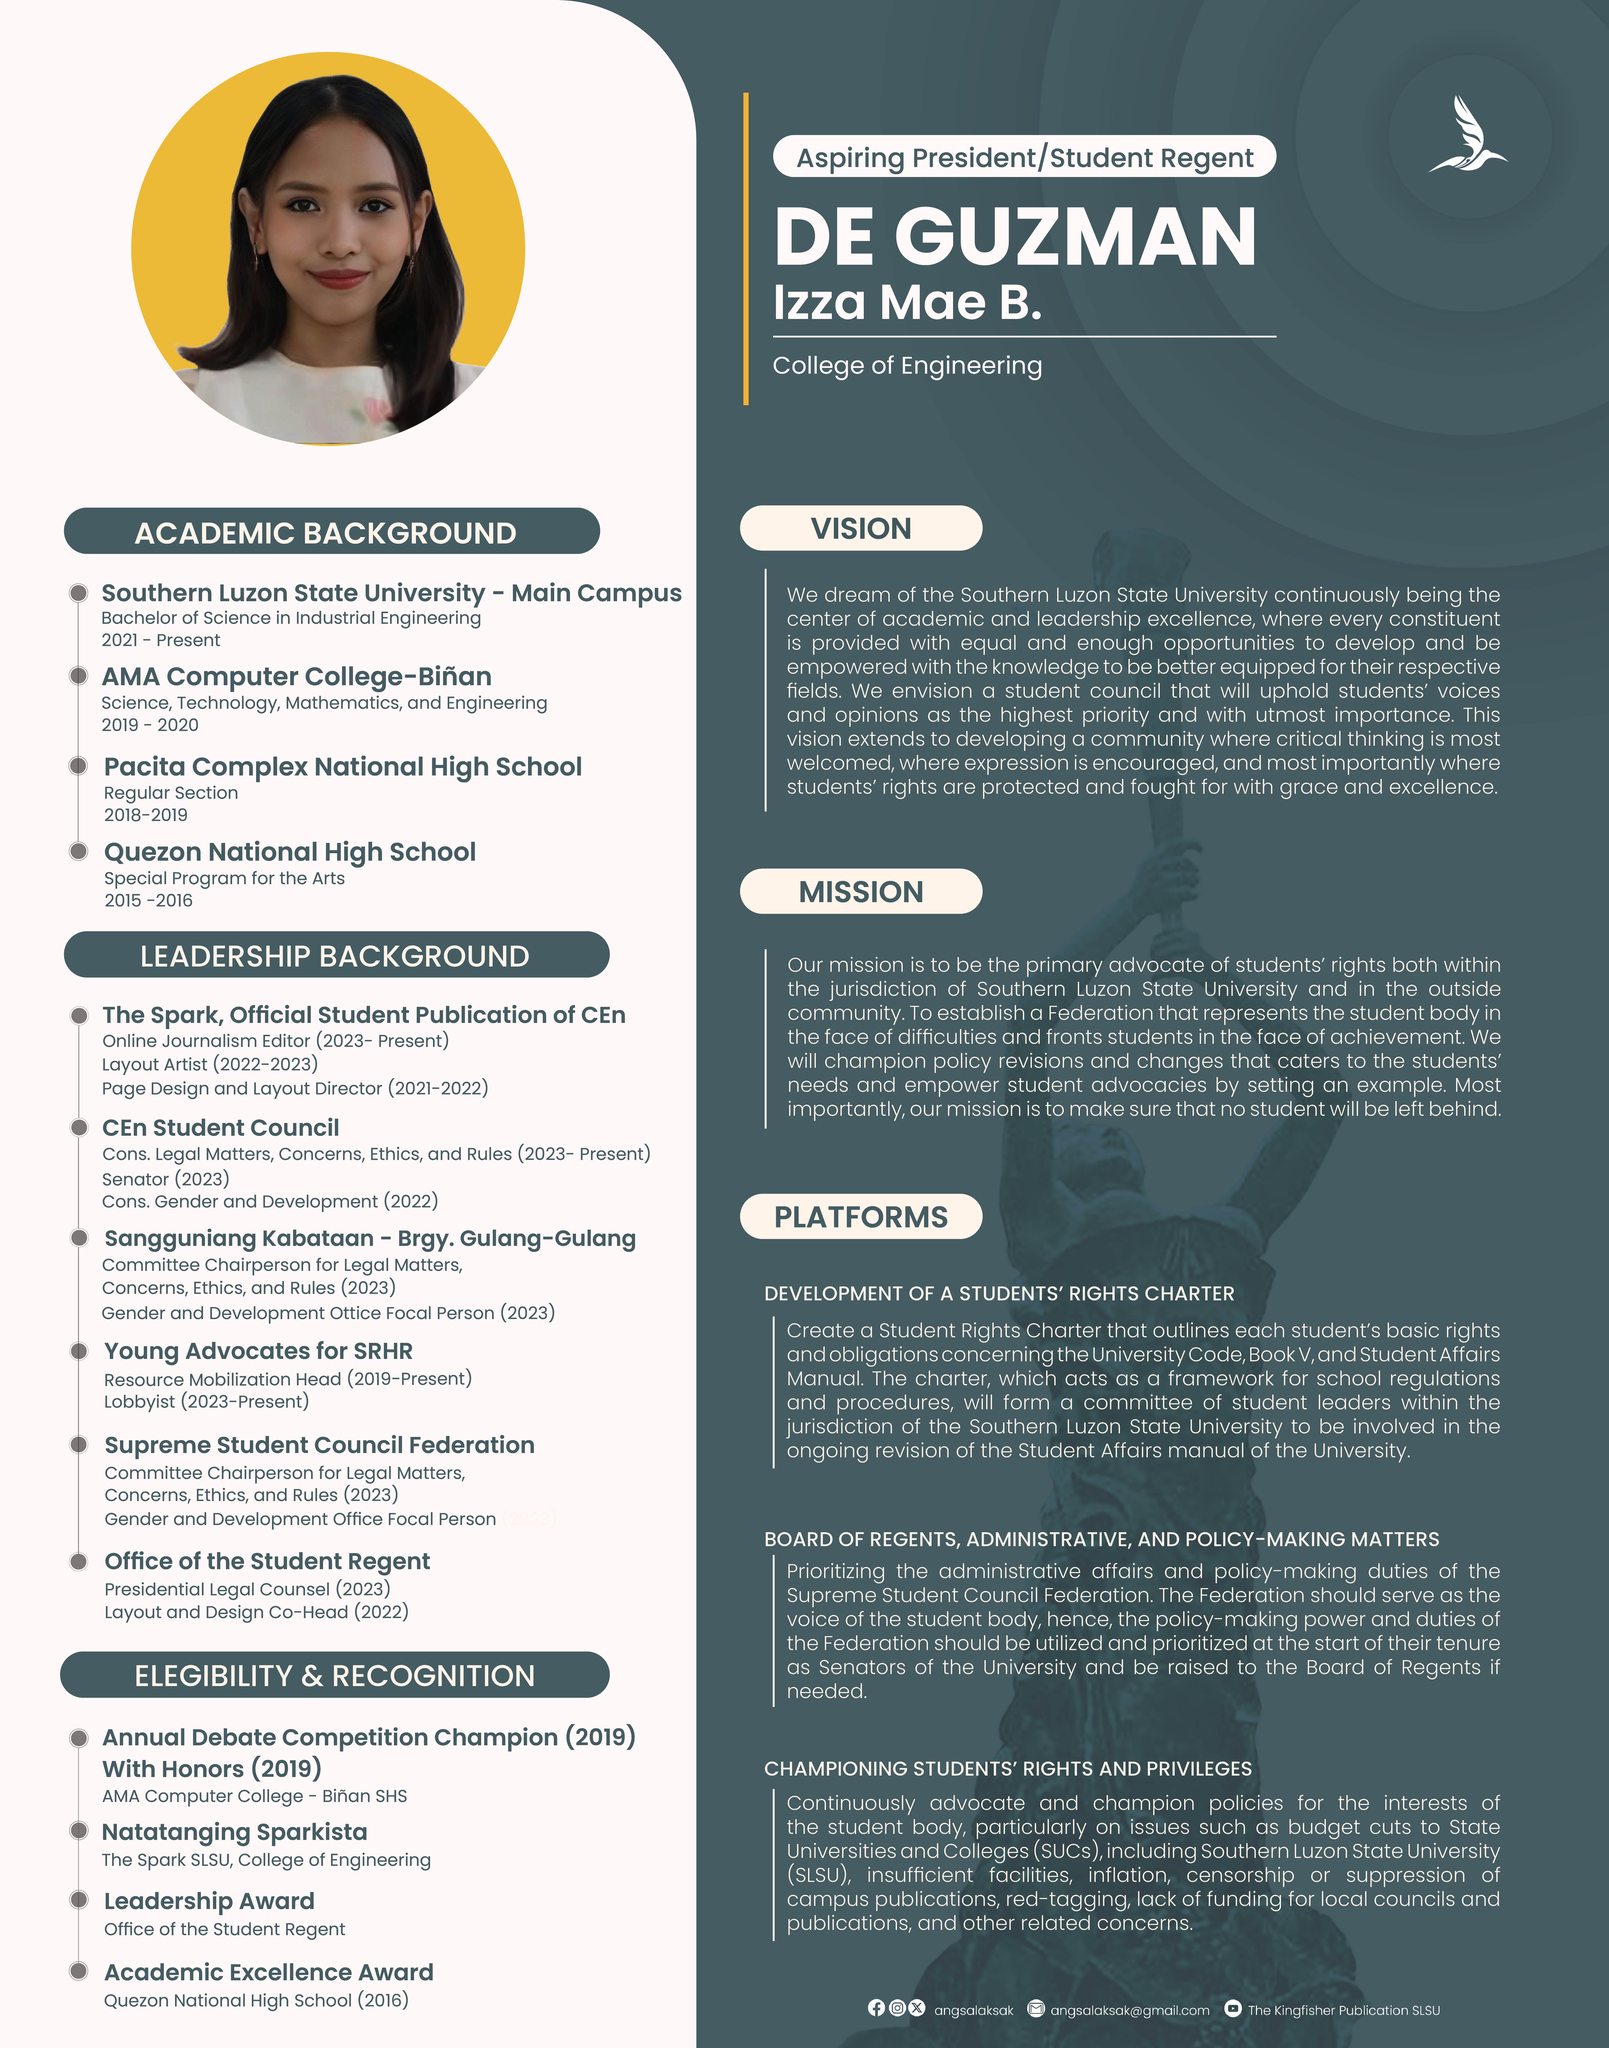 Aspiring President/Student Regent
DE GUZMAN
Izza Mae B.
College of Engineering
ACADEMIC BACKGROUND
Southern Luzon State University - Main Campus
Bachelor of Science in Industrial Engineering
2021 - Present
AMA Computer College-Biñan
Science, Technology, Mathematics, and Engineering
2019 - 2020
Pacita Complex National High School
Regular Section
2018-2019
Quezon National High School
Special Program for the Arts
2015 -2016
LEADERSHIP BACKGROUND
The Spark, Official Student Publication of CEn
Online Journalism Editor (2023- Present)
Layout Artist (2022-2023)
Page Design and Layout Director (2021-2022)
CEn Student Council
Cons. Legal Matters, Concerns, Ethics, and Rules (2023- Present)
Senator (2023)
Cons. Gender and Development (2022)
Sangguniang Kabataan - Brgy. Gulang-Gulang
Committee Chairperson for Legal Matters,
Concerns, Ethics, and Rules (2023)
Gender and Development Ottice Focal Person (2023)
Young Advocates for SRHR
Resource Mobilization Head (2019-Present)
Lobbyist (2023-Present)
Supreme Student Council Federation
Committee Chairperson for Legal Matters,
Concerns, Ethics, and Rules (2023)
Gender and Development Office Focal Person (2023)
Office of the Student Regent
Presidential Legal Counsel (2023)
Layout and Design Co-Head (2022)
ELEGIBILITY & RECOGNITION
Annual Debate Competition Champion (2019)
With Honors (2019)
AMA Computer College - Biñan SHS
Natatanging Sparkista
The Spark SLSU, College of Engineering
Leadership Award
Office of the Student Regent
Academic Excellence Award
Quezon National High School (2016)
VISION
We dream of the Southern Luzon State University continuously being the
center of academic and leadership excellence, where every constituent
is provided with equal and enough opportunities to develop and be
empowered with the knowledge to be better equipped for their respective
fields. We envision a student council that will uphold students' voices
and opinions as the highest priority and with utmost importance. This
vision extends to developing a community where critical thinking is most
welcomed, where expression is encouraged, and most importantly where
students' rights are protected and fought for with grace and excellence.
MISSION
Our mission is to be the primary advocate of students' rights both within
the jurisdiction of Southern Luzon State University and in the outside
community. To establish a Federation that represents the student body in
the face of difficulties and fronts students in the face of achievement. We
will champion policy revisions and changes that caters to the students'
needs and empower student advocacies by setting an example. Most
importantly, our mission is to make sure that no student will be left behind.
PLATFORMS
DEVELOPMENT OF A STUDENTS' RIGHTS CHARTER
Create a Student Rights Charter that outlines each student's basic rights
and obligations concerning the University Code, Book V, and Student Affairs
Manual. The charter, which acts as a framework for school regulations
and procedures, will form a committee of student leaders within the
jurisdiction of the Southern Luzon State University to be involved in the
ongoing revision of the Student Affairs manual of the University.
BOARD OF REGENTS, ADMINISTRATIVE, AND POLICY-MAKING MATTERS
Prioritizing the administrative affairs and policy-making duties of the
Supreme Student Council Federation. The Federation should serve as the
voice of the student body, hence, the policy-making power and duties of
the Federation should be utilized and prioritized at the start of their tenure
as Senators of the University and be raised to the Board of Regents if
needed.
CHAMPIONING STUDENTS' RIGHTS AND PRIVILEGES
Continuously advocate and champion policies for the interests of
the student body, particularly on issues such as budget cuts to State
Universities and Colleges (SUCs), including Southern Luzon State University
(SLSU), insufficient facilities, inflation, censorship or suppression of
campus publications, red-tagging, lack of funding for local councils and
publications, and other related concerns.
angsalaksak angsalaksak@gmail.com The Kingfisher Publication SLSU